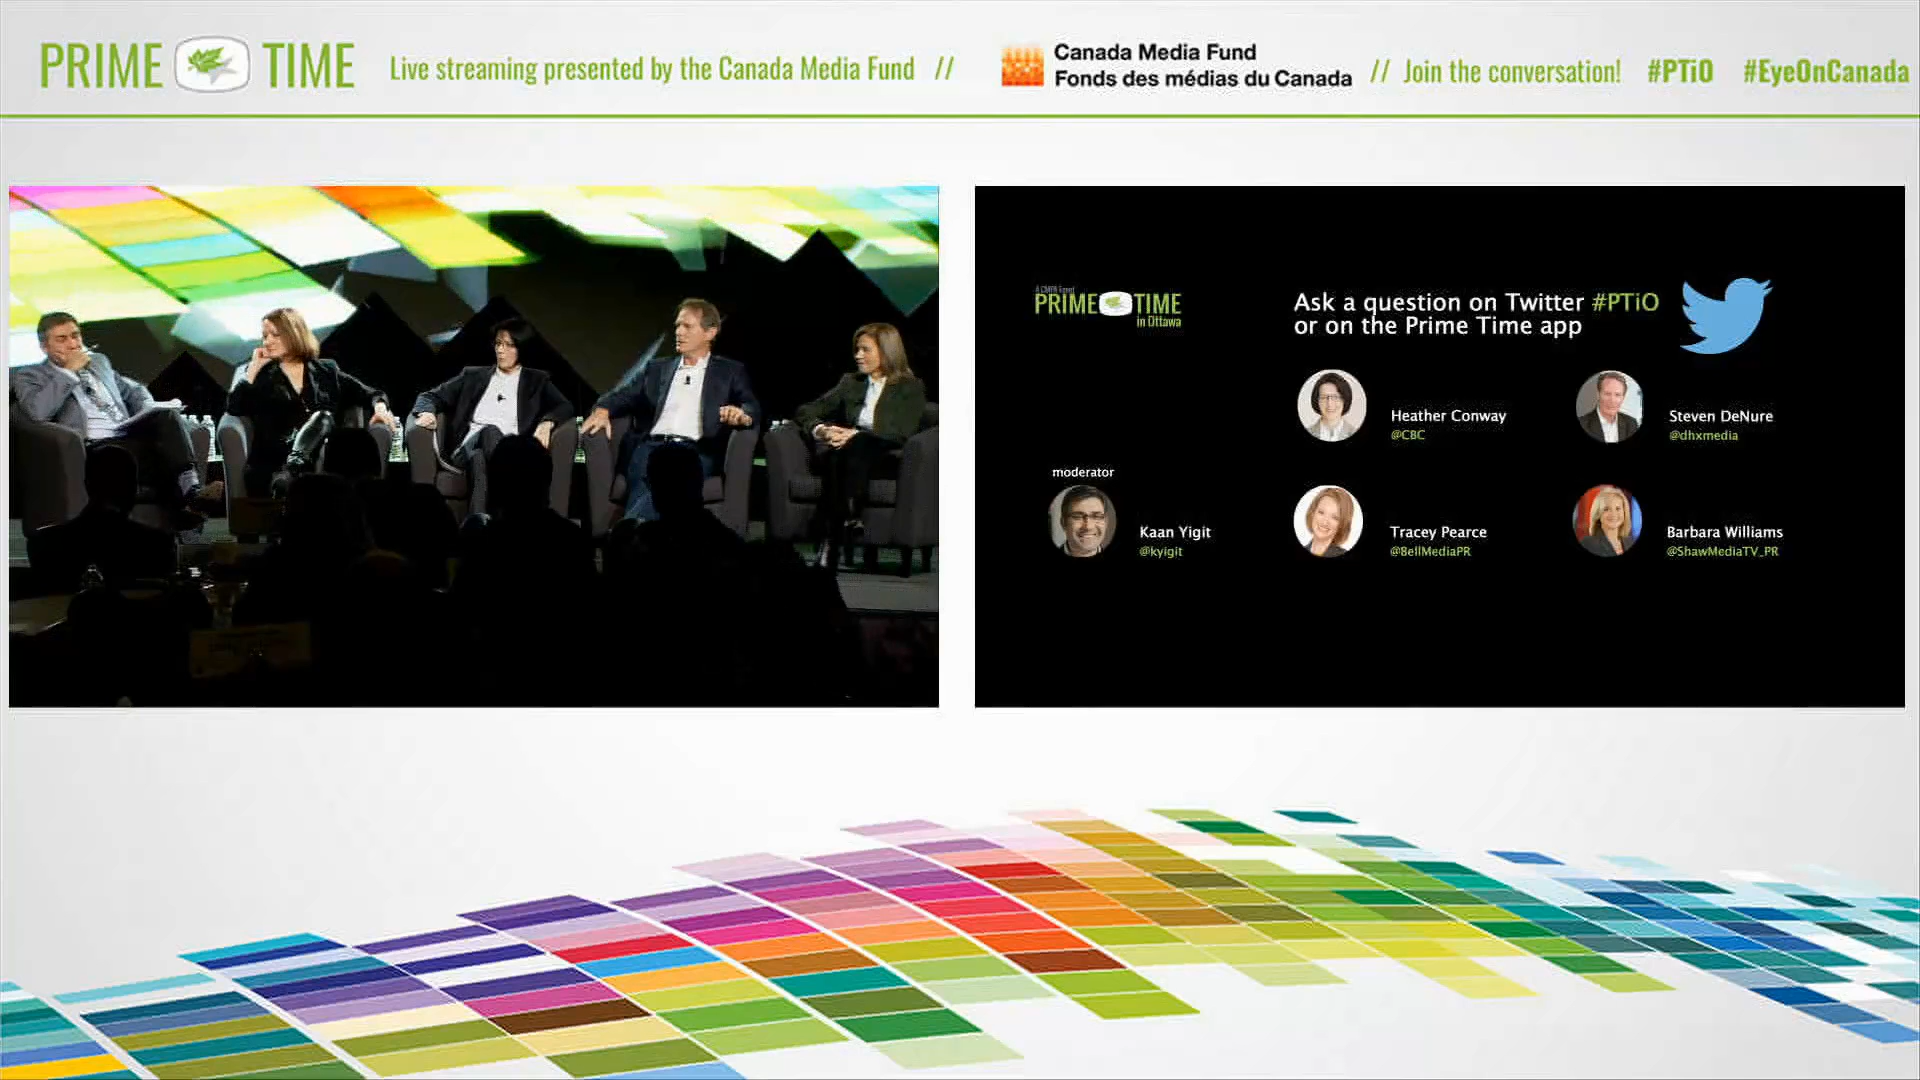 PRIME TIME
Live streaming presented by the Canada Media Fund //
Canada Media Fund
Fonds des médias du Canada
// Join the conversation! #PTiO #EyeOnCanada
A CMPA Event
PRIME TIME
in Ottawa
Ask a question on Twitter #PTiO
or on the Prime Time app
Heather Conway
@CBC
Steven DeNure
@dhxmedia
moderator
Kaan Yigit
@kyigit
Tracey Pearce
@BellMediaPR
Barbara Williams
@ShawMediaTV_PR